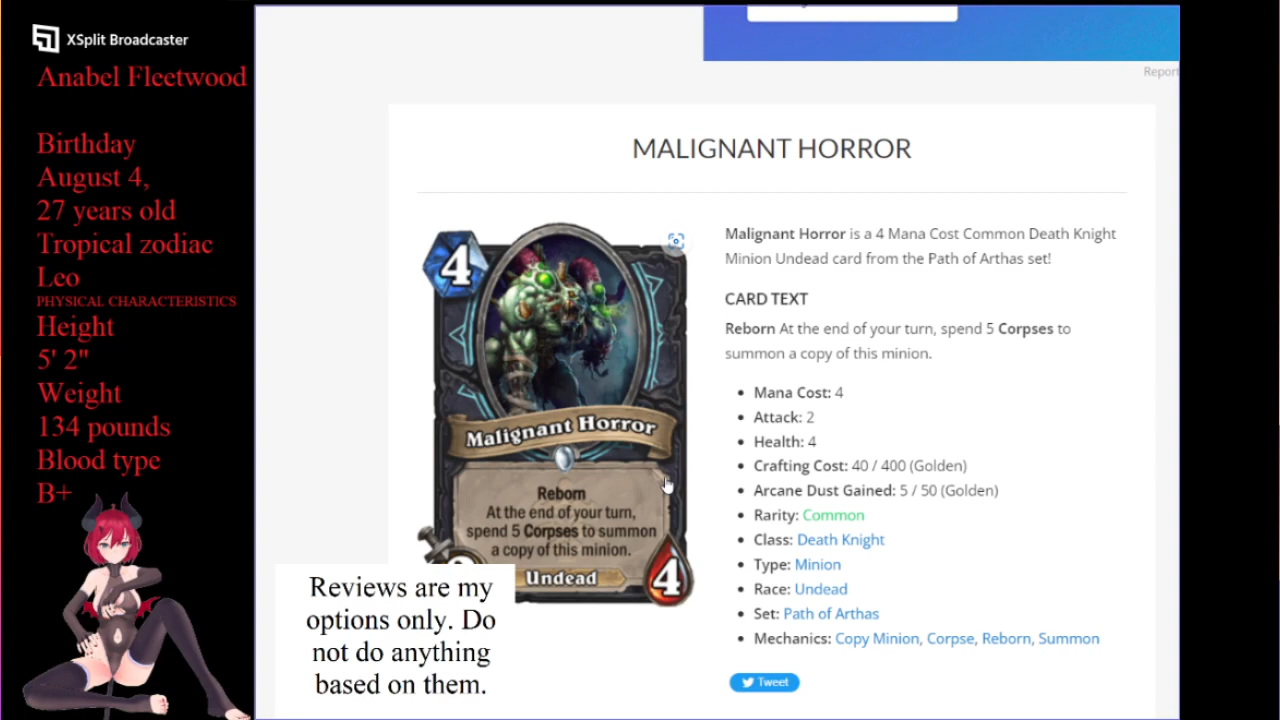 XSplit Broadcaster
Anabel Fleetwood
Birthday
August 4,
27 years old
Tropical zodiac
Leo
PHYSICAL CHARACTERISTICS
Height
5' 2"
Weight
134 pounds
Blood type
B+
Report
MALIGNANT HORROR
4
Malignant Horror
Reborn
At the end of your turn,
spend 5 Corpses to summon
a copy of this minion.
Undead
4
Malignant Horror is a 4 Mana Cost Common Death Knight
Minion Undead card from the Path of Arthas set!
CARD TEXT
Reborn At the end of your turn, spend 5 Corpses to
summon a copy of this minion.
Mana Cost: 4
Attack: 2
Health: 4
Crafting Cost: 40 / 400 (Golden)
Arcane Dust Gained: 5 / 50 (Golden)
Rarity: Common
Class: Death Knight
Type: Minion
Race: Undead
Set: Path of Arthas
Mechanics: Copy Minion, Corpse, Reborn, Summon
Tweet
Reviews are my
options only. Do
not do anything
based on them.